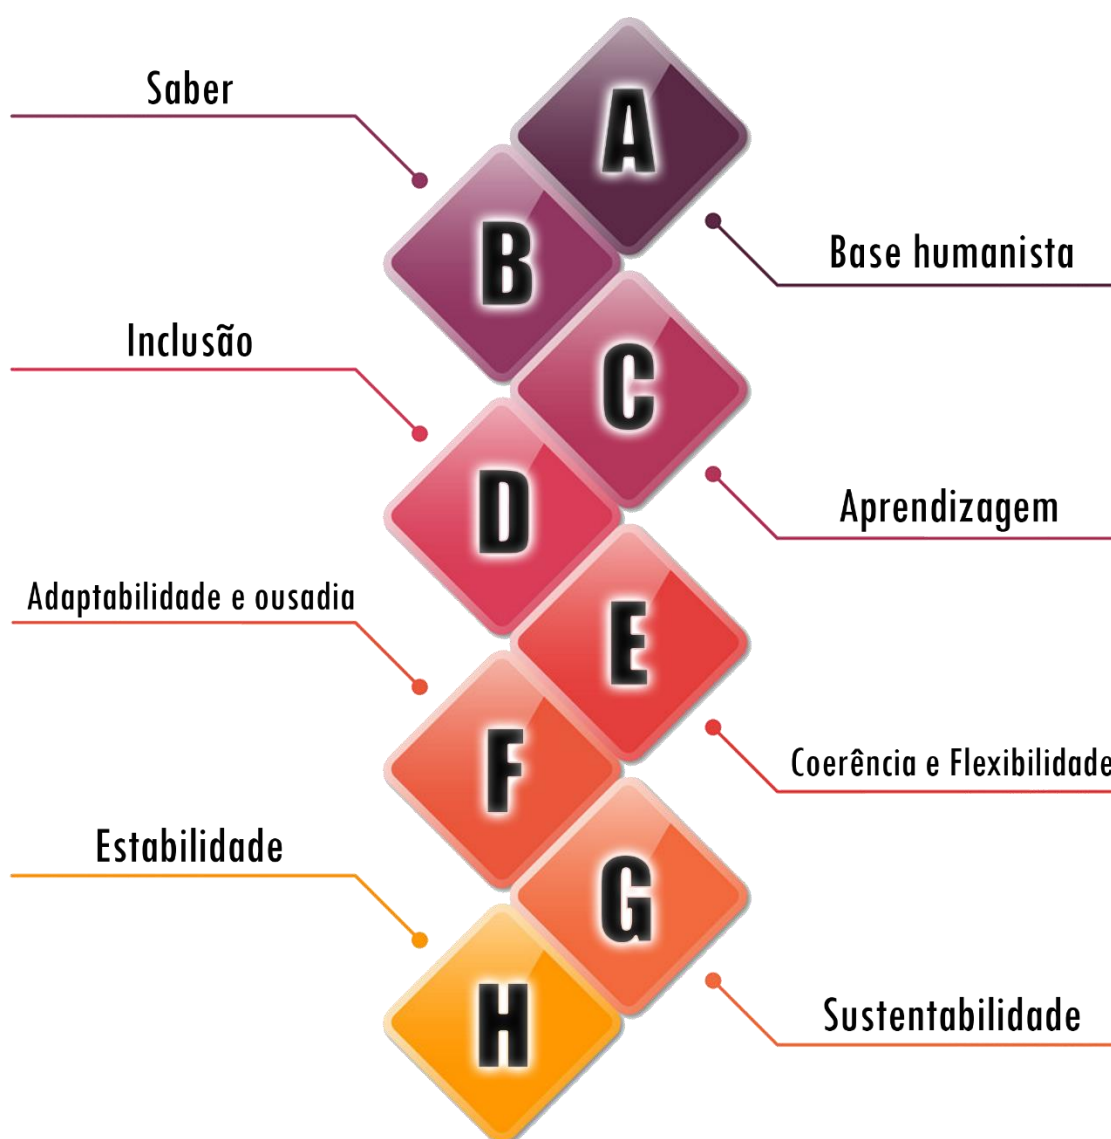 A
Saber
B
Base humanista
Inclusão
C
D
Aprendizagem
Adaptabilidade e ousadia
E
F
Coerência e Flexibilidade
Estabilidade
G
H
Sustentabilidade